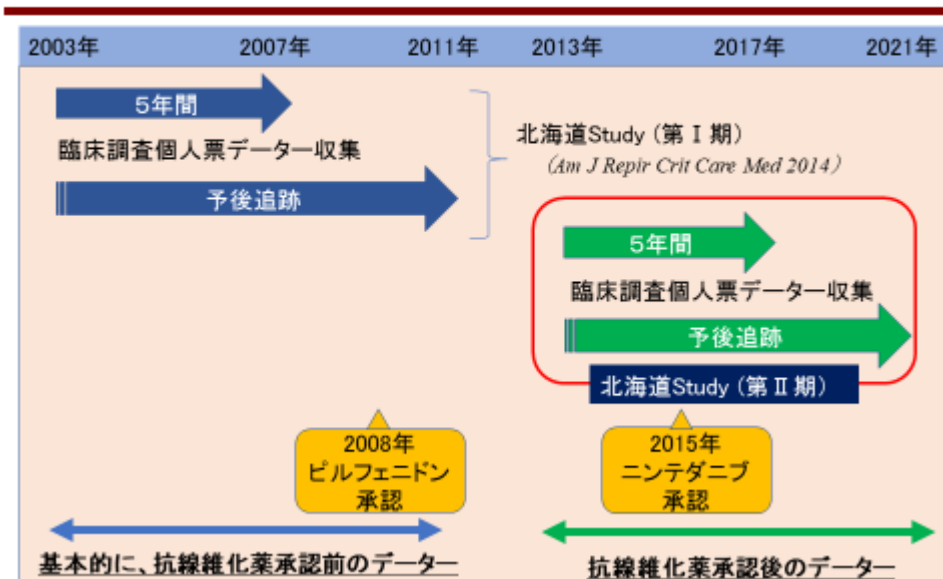 2003年 2007年 2011年 2013年 2017年 2021年
５年間
臨床調査個人票データー収集
予後追跡
北海道Study (第Ⅰ期)
(Am J Repir Crit Care Med 2014)
５年間
臨床調査個人票データー収集
予後追跡
北海道Study (第Ⅱ期)
2008年
ピルフェニドン
承認
2015年
ニンテダニブ
承認
基本的に、抗線維化薬承認前のデーター
抗線維化薬承認後のデーター